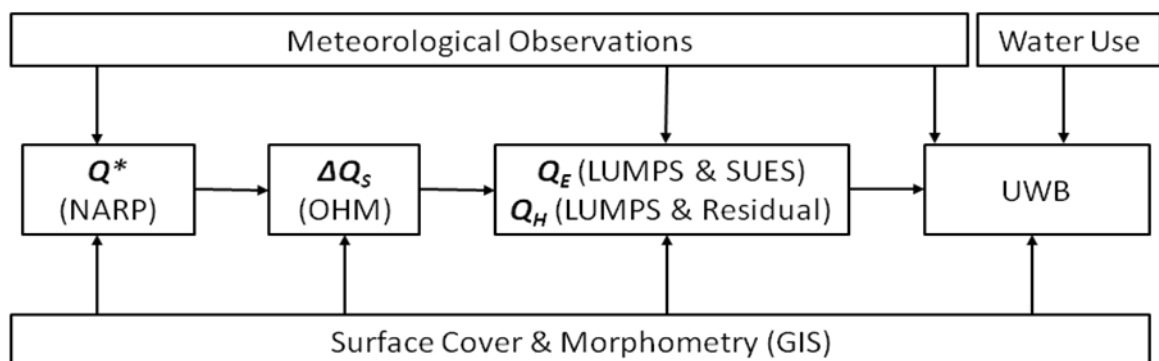 Meteorological Observations
Water Use
Q*
(NARP)
ΔQS
(OHM)
QE (LUMPS & SUES)
QH (LUMPS & Residual)
UWB
Surface Cover & Morphometry (GIS)